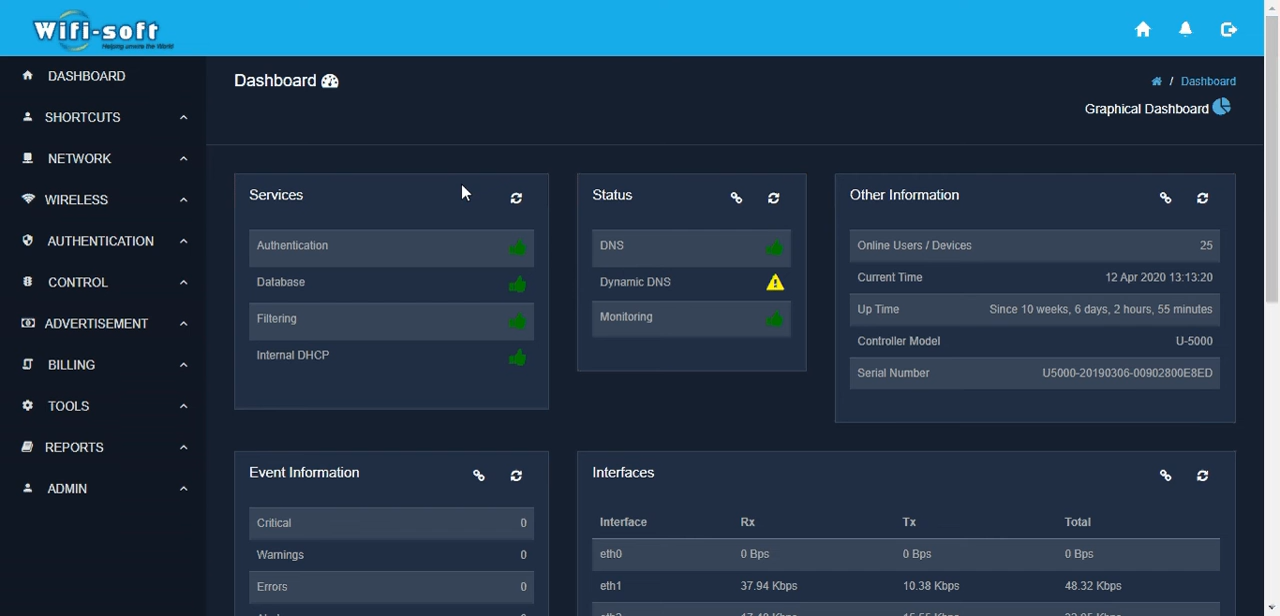 Wifi-soft
Helping unwire the World
DASHBOARD
SHORTCUTS
NETWORK
WIRELESS
AUTHENTICATION
CONTROL
ADVERTISEMENT
BILLING
TOOLS
REPORTS
ADMIN
Dashboard
/ Dashboard
Graphical Dashboard
Services
Authentication
Database
Filtering
Internal DHCP
Status
DNS
Dynamic DNS
Monitoring
Other Information
Online Users / Devices 25
Current Time 12 Apr 2020 13:13:20
Up Time Since 10 weeks, 6 days, 2 hours, 55 minutes
Controller Model U-5000
Serial Number U5000-20190306-00902800E8ED
Event Information
Critical 0
Warnings 0
Errors 0
Interfaces
Interface Rx Tx Total
eth0 0 Bps 0 Bps 0 Bps
eth1 37.94 Kbps 10.38 Kbps 48.32 Kbps